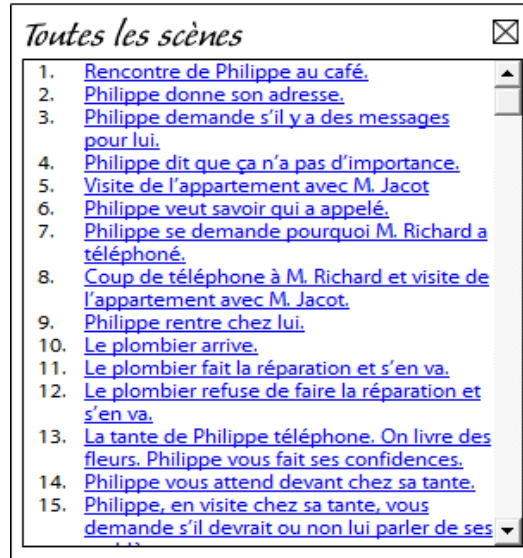 Toutes les scènes
1. Rencontre de Philippe au café.
2. Philippe donne son adresse.
3. Philippe demande s'il y a des messages
pour lui.
4. Philippe dit que ça n'a pas d'importance.
5. Visite de l'appartement avec M. Jacot
6. Philippe veut savoir qui a appelé.
7. Philippe se demande pourquoi M. Richard a
téléphoné.
8. Coup de téléphone à M. Richard et visite de
l'appartement avec M. Jacot.
9. Philippe rentre chez lui.
10. Le plombier arrive.
11. Le plombier fait la réparation et s'en va.
12. Le plombier refuse de faire la réparation et
s'en va.
13. La tante de Philippe téléphone. On livre des
fleurs. Philippe vous fait ses confidences.
14. Philippe vous attend devant chez sa tante.
15. Philippe, en visite chez sa tante, vous
demande s'il devrait ou non lui parler de ses